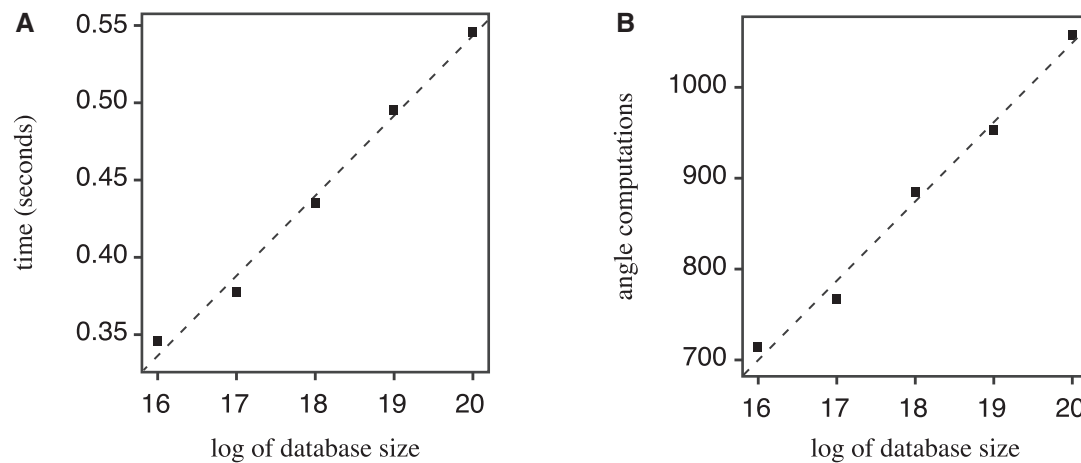 A
time (seconds)
0.55
0.50
0.45
0.40
0.35
16 17 18 19 20
log of database size
B
angle computations
1000
900
800
700
16 17 18 19 20
log of database size